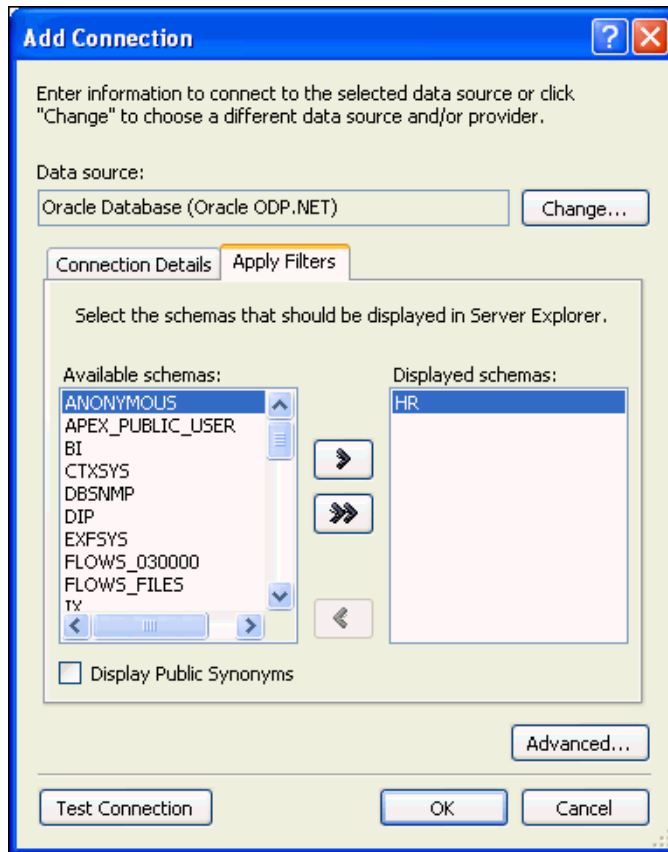 Add Connection
Enter information to connect to the selected data source or click
"Change" to choose a different data source and/or provider.
Data source:
Oracle Database (Oracle ODP.NET)
Change...
Connection Details
Apply Filters
Select the schemas that should be displayed in Server Explorer.
Available schemas:
ANONYMOUS
APEX_PUBLIC_USER
BI
CTXSYS
DBSNMP
DIP
EXFSYS
FLOWS_030000
FLOWS_FILES
IX
Displayed schemas:
HR
Display Public Synonyms
Advanced...
Test Connection
OK
Cancel